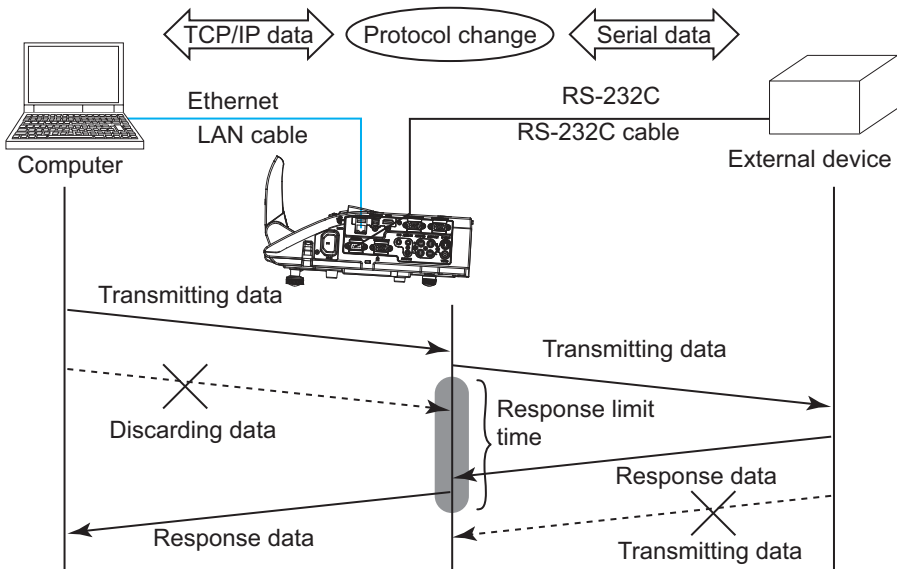 TCP/IP data
Protocol change
Serial data
Ethernet
LAN cable
RS-232C
RS-232C cable
Computer
External device
Transmitting data
Transmitting data
Discarding data
Response limit
time
Response data
Response data
Transmitting data